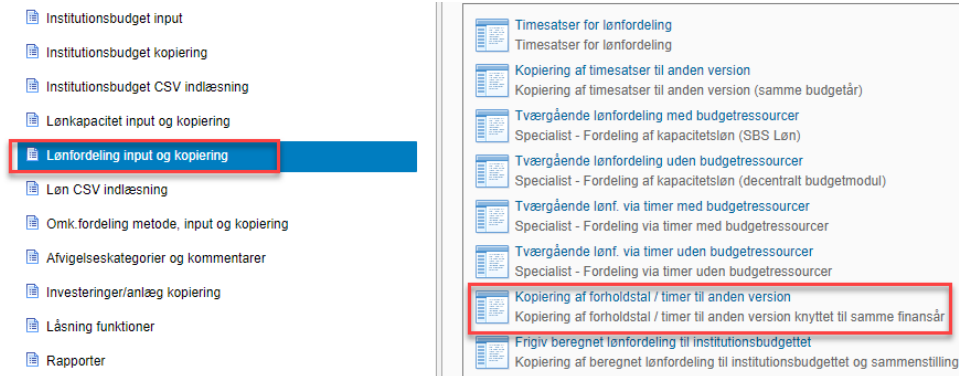 Institutionsbudget input
Institutionsbudget kopiering
Institutionsbudget CSV indlæsning
Lønkapacitet input og kopiering
Lønfordeling input og kopiering
Løn CSV indlæsning
Omk.fordeling metode, input og kopiering
Afvigelseskategorier og kommentarer
Investeringer/anlæg kopiering
Låsning funktioner
Rapporter
Timesatser for lønfordeling
Timesatser for lønfordeling
Kopiering af timesatser til anden version
Kopiering af timesatser til anden version (samme budgetår)
Tværgående lønfordeling med budgetressourcer
Specialist - Fordeling af kapacitetsløn (SBS Løn)
Tværgående lønfordeling uden budgetressourcer
Specialist - Fordeling af kapacitetsløn (decentralt budgetmodul)
Tværgående lønf. via timer med budgetressourcer
Specialist - Fordeling via timer med budgetressourcer
Tværgående lønf. via timer uden budgetressourcer
Specialist - Fordeling via timer uden budgetressourcer
Kopiering af forholdstal / timer til anden version
Kopiering af forholdstal / timer til anden version knyttet til samme finansår
Frigiv beregnet lønfordeling til institutionsbudgettet
Kopiering af beregnet lønfordeling til institutionsbudgettet og sammenstilling